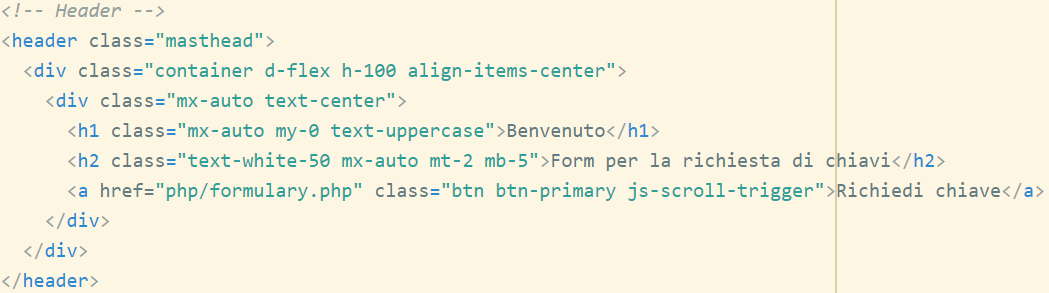 <!-- Header -->
<header class="masthead">
  <div class="container d-flex h-100 align-items-center">
    <div class="mx-auto text-center">
      <h1 class="mx-auto my-0 text-uppercase">Benvenuto</h1>
      <h2 class="text-white-50 mx-auto mt-2 mb-5">Form per la richiesta di chiavi</h2>
      <a href="php/formulary.php" class="btn btn-primary js-scroll-trigger">Richiedi chiave</a>
    </div>
  </div>
</header>